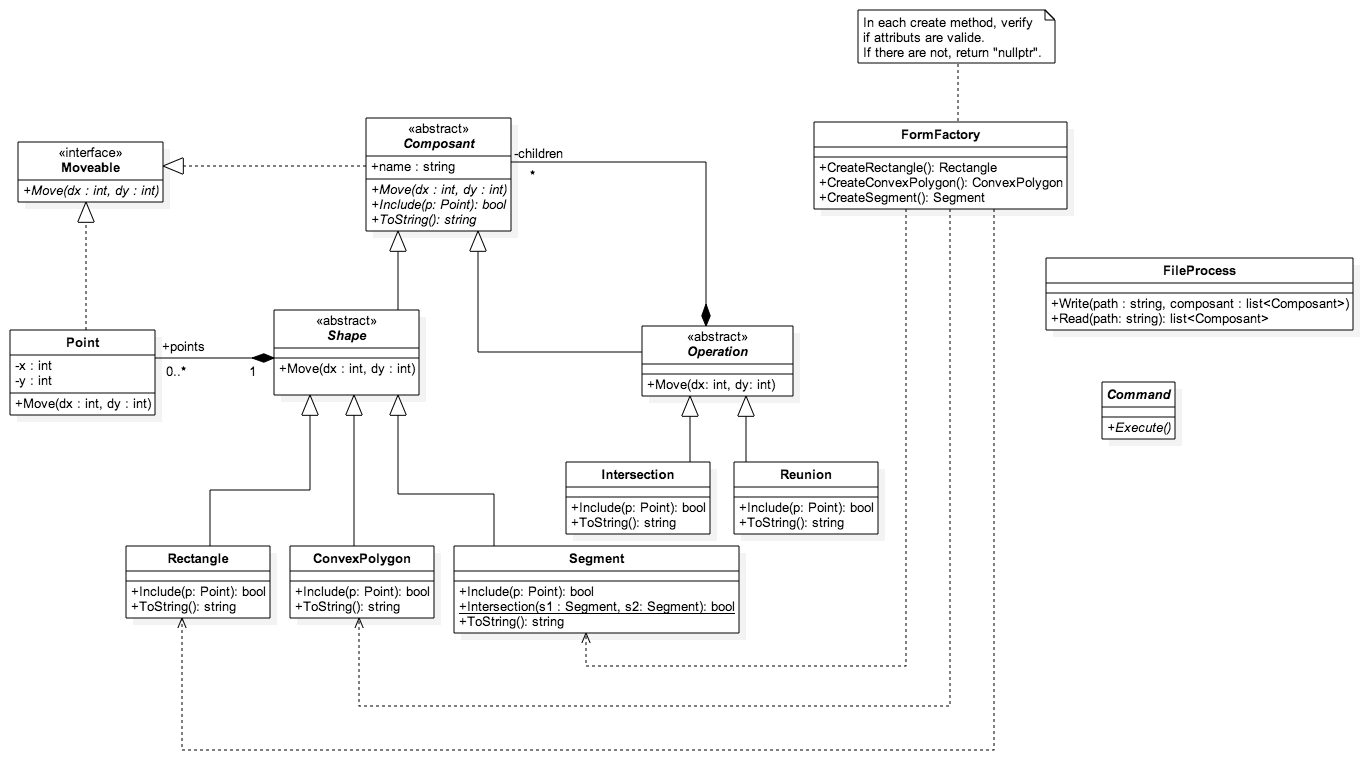 In each create method, verify
if attributs are valide.
If there are not, return "nullptr".
«interface»
Moveable
+Move(dx : int, dy : int)
«abstract»
Composant
+name : string
+Move(dx : int, dy : int)
+Include(p: Point): bool
+ToString(): string
-children
*
FormFactory
+CreateRectangle(): Rectangle
+CreateConvexPolygon(): ConvexPolygon
+CreateSegment(): Segment
FileProcess
+Write(path : string, composant : list<Composant>)
+Read(path: string): list<Composant>
Point
-x : int
-y : int
+Move(dx : int, dy : int)
+points
0..*
1
«abstract»
Shape
+Move(dx : int, dy : int)
«abstract»
Operation
+Move(dx: int, dy: int)
Command
+Execute()
Intersection
+Include(p: Point): bool
+ToString(): string
Reunion
+Include(p: Point): bool
+ToString(): string
Rectangle
+Include(p: Point): bool
+ToString(): string
ConvexPolygon
+Include(p: Point): bool
+ToString(): string
Segment
+Include(p: Point): bool
+Intersection(s1 : Segment, s2: Segment): bool
+ToString(): string